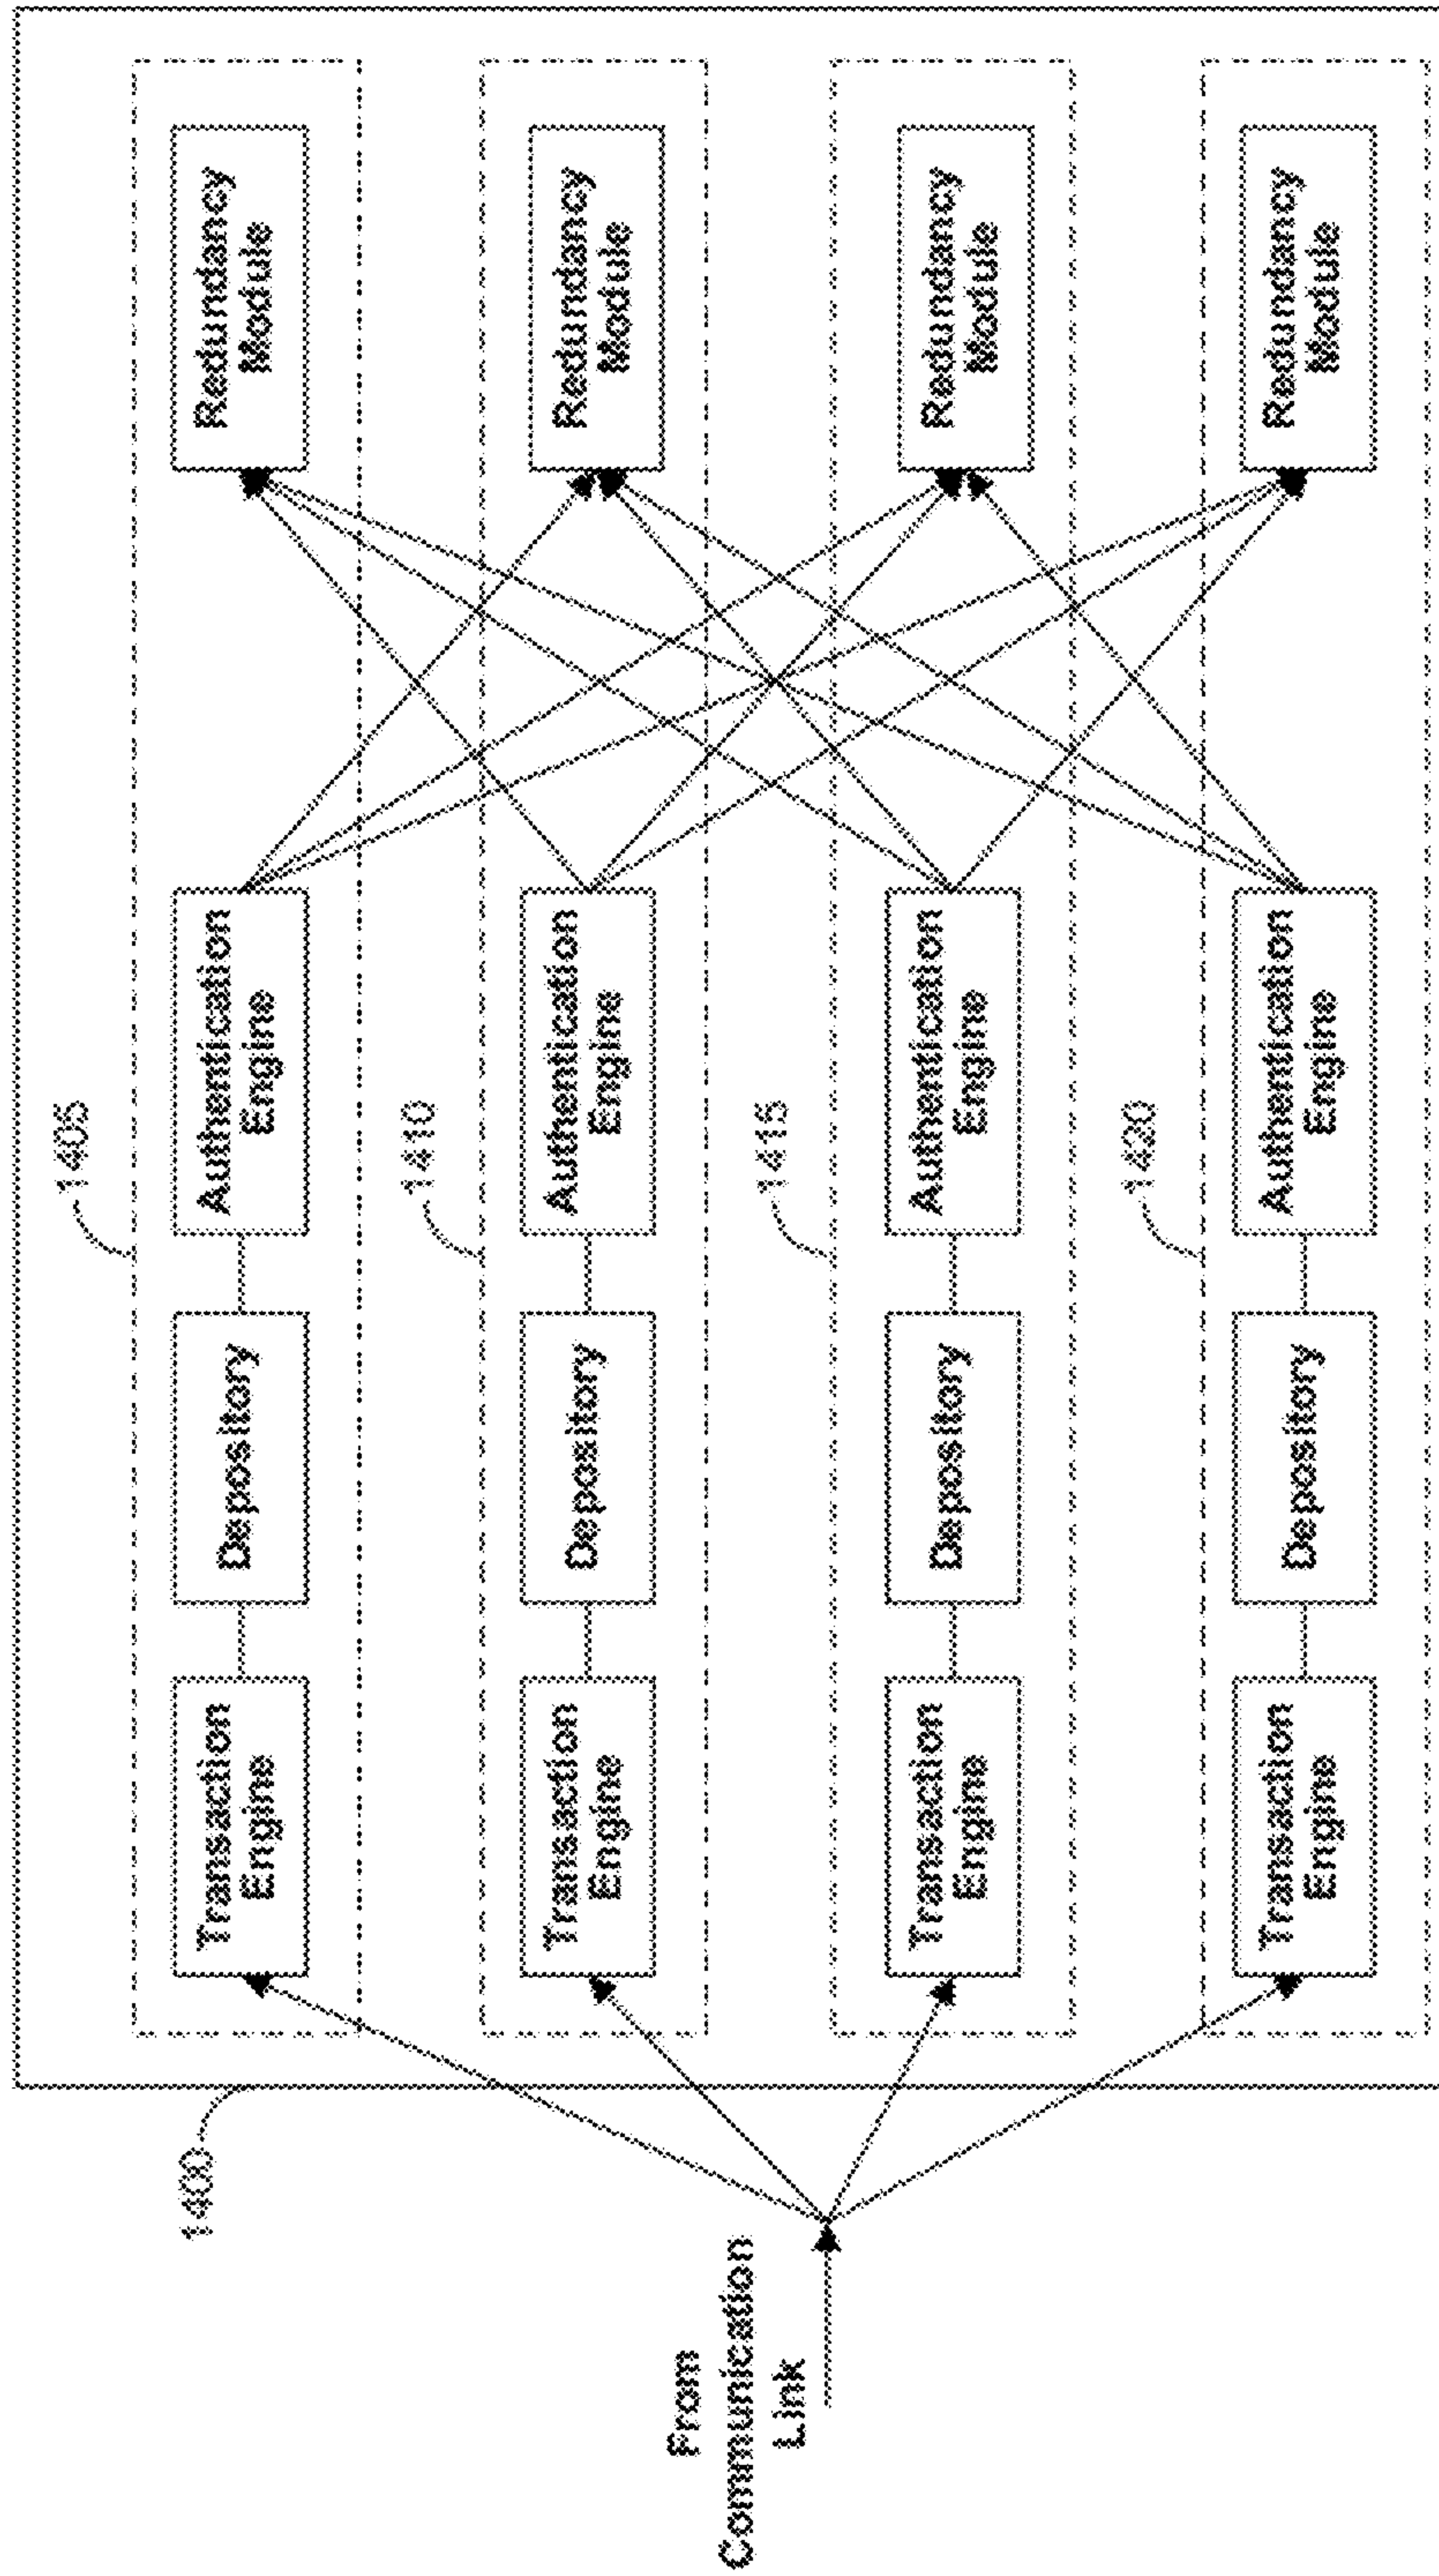 1400
From
Communication
Link
1405
Transaction
Engine
Depository
Authentication
Engine
Redundancy
Module
1410
Transaction
Engine
Depository
Authentication
Engine
Redundancy
Module
1415
Transaction
Engine
Depository
Authentication
Engine
Redundancy
Module
1420
Transaction
Engine
Depository
Authentication
Engine
Redundancy
Module